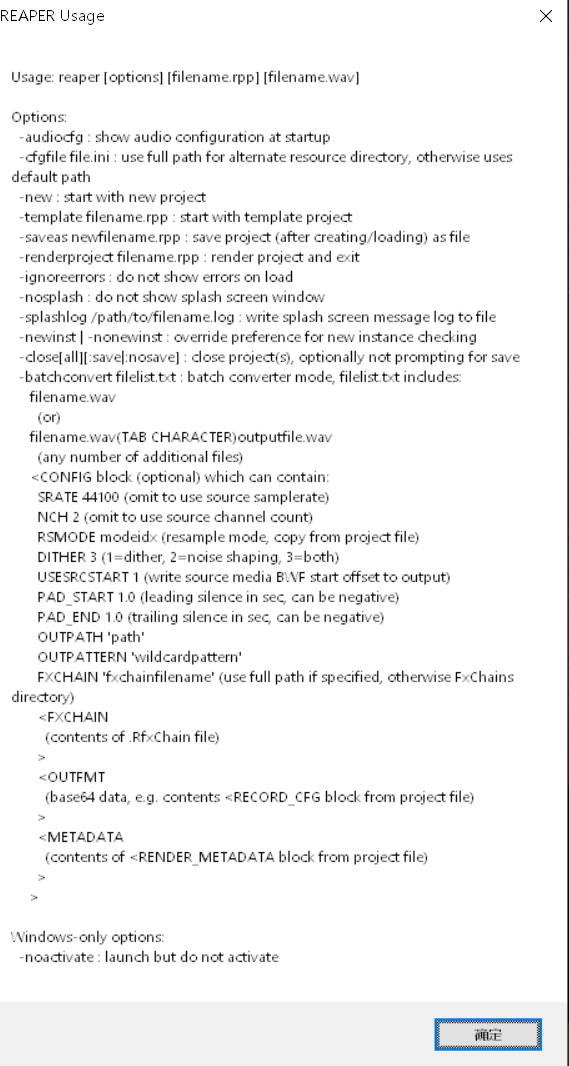 REAPER Usage
Usage: reaper [options] [filename.rpp] [filename.wav]
Options:
-audiocfg : show audio configuration at startup
-cfgfile file.ini : use full path for alternate resource directory, otherwise uses
default path
-new : start with new project
-template filename.rpp : start with template project
-saveas newfilename.rpp : save project (after creating/loading) as file
-renderproject filename.rpp : render project and exit
-ignoreerrors : do not show errors on load
-nosplash : do not show splash screen window
-splashlog /path/to/filename.log : write splash screen message log to file
-newinst | -nonewinst : override preference for new instance checking
-close[all][:save|:nosave] : close project(s), optionally not prompting for save
-batchconvert filelist.txt : batch converter mode, filelist.txt includes:
filename.wav
(or)
filename.wav(TAB CHARACTER)outputfile.wav
(any number of additional files)
<CONFIG block (optional) which can contain:
SRATE 44100 (omit to use source samplerate)
NCH 2 (omit to use source channel count)
RSMODE modeidx (resample mode, copy from project file)
DITHER 3 (1=dither, 2=noise shaping, 3=both)
USESRCSTART 1 (write source media BWF start offset to output)
PAD_START 1.0 (leading silence in sec, can be negative)
PAD_END 1.0 (trailing silence in sec, can be negative)
OUTPATH 'path'
OUTPATTERN 'wildcardpattern'
FXCHAIN 'fxchainfilename' (use full path if specified, otherwise FxChains
directory)
<FXCHAIN
(contents of .RfxChain file)
>
<OUTFMT
(base64 data, e.g. contents <RECORD_CFG block from project file)
>
<METADATA
(contents of <RENDER_METADATA block from project file)
>
>
Windows-only options:
-noactivate : launch but do not activate
确定